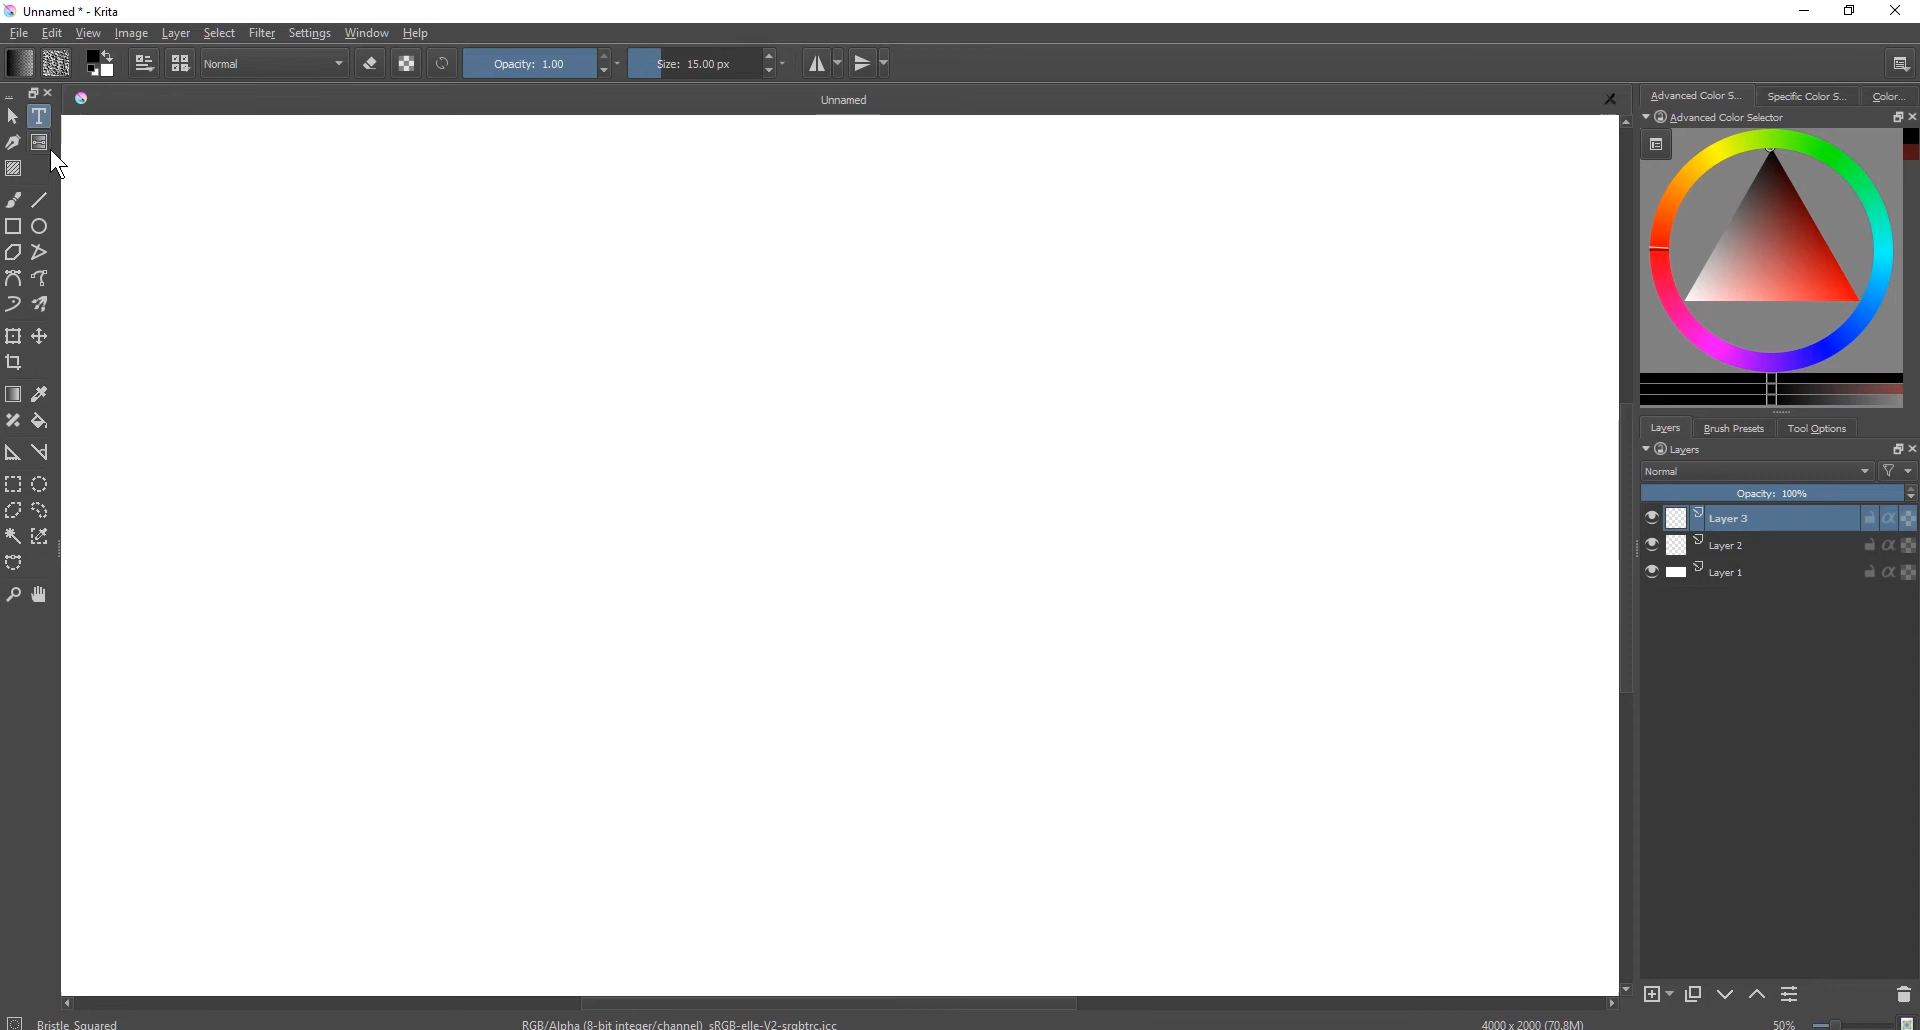 Unnamed * - Krita
File Edit View Image Layer Select Filter Settings Window Help
Normal Opacity: 1.00 Size: 15.00 px
Unnamed
Advanced Color S... Specific Color S... Color...
Advanced Color Selector
Layers Brush Presets Tool Options
Layers
Normal
Opacity: 100%
Layer 3
Layer 2
Layer 1
Bristle Squared RGB/Alpha (8-bit integer/channel) sRGB-elle-V2-srgbtrc.icc 4000 x 2000 (70.8M) 50%